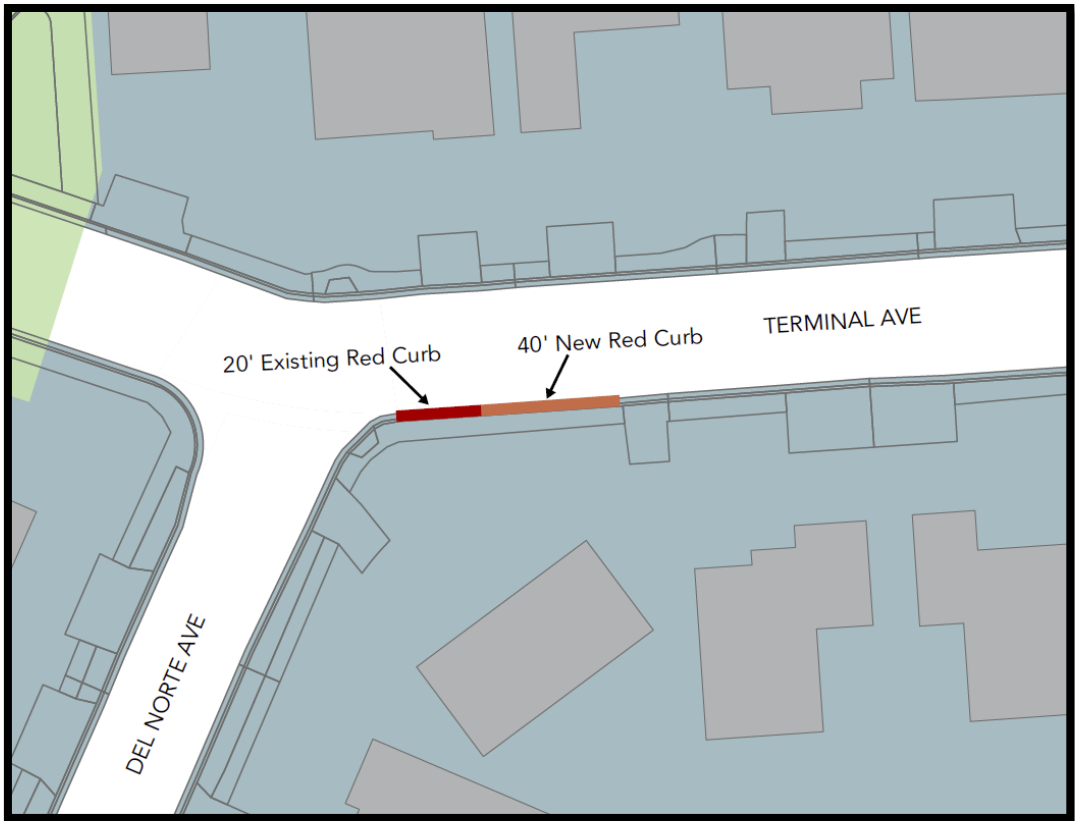 TERMINAL AVE
40' New Red Curb
20' Existing Red Curb
DEL NORTE AVE